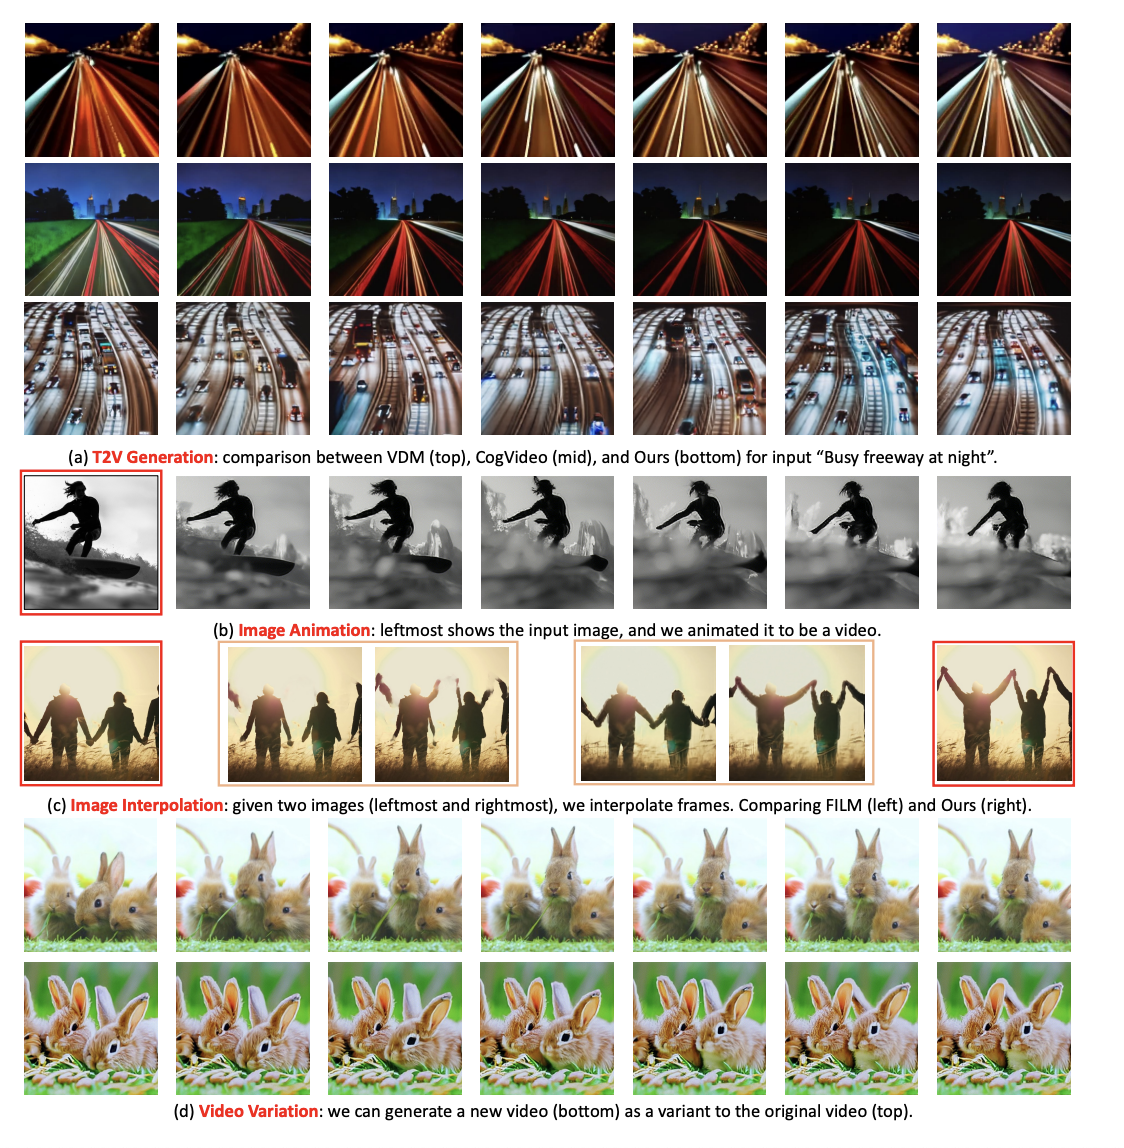 (a) T2V Generation: comparison between VDM (top), CogVideo (mid), and Ours (bottom) for input “Busy freeway at night”.
(b) Image Animation: leftmost shows the input image, and we animated it to be a video.
(c) Image Interpolation: given two images (leftmost and rightmost), we interpolate frames. Comparing FILM (left) and Ours (right).
(d) Video Variation: we can generate a new video (bottom) as a variant to the original video (top).